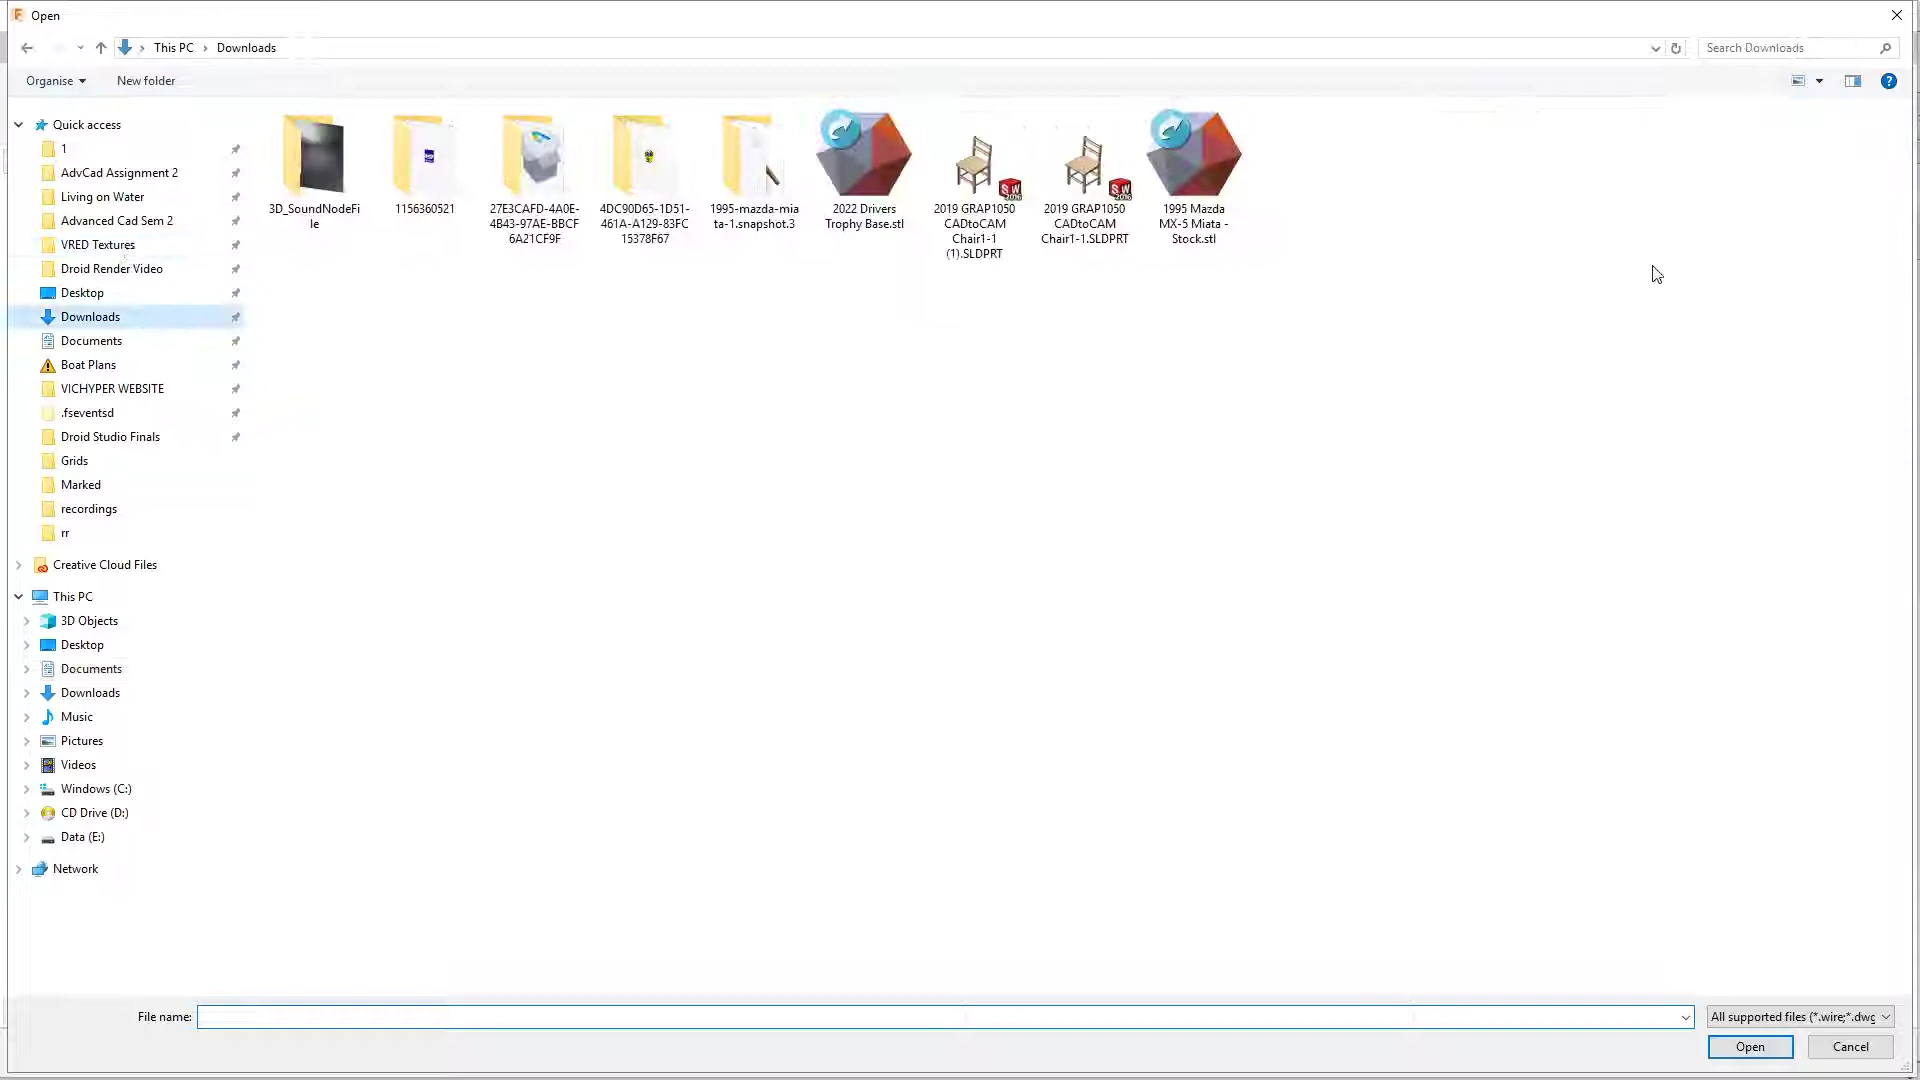 Open
This PC
Downloads
Search Downloads
Organise
New folder
Quick access
1
AdvCad Assignment 2
Living on Water
Advanced Cad Sem 2
VRED Textures
Droid Render Video
Desktop
Downloads
Documents
Boat Plans
VICHYPER WEBSITE
.fseventsd
Droid Studio Finals
Grids
Marked
recordings
rr
Creative Cloud Files
This PC
3D Objects
Desktop
Documents
Downloads
Music
Pictures
Videos
Windows (C:)
CD Drive (D:)
Data (E:)
Network
3D_SoundNodeFi
le
1156360521
27E3CAFD-4A0E-
4B43-97AE-BBCF
6A21CF9F
4DC90D65-1D51-
461A-A129-83FC
15378F67
1995-mazda-mia
ta-1.snapshot.3
2022 Drivers
Trophy Base.stl
SW
2016
2019 GRAP1050
CADtoCAM
Chair1-1
(1).SLDPRT
SW
2016
2019 GRAP1050
CADtoCAM
Chair1-1.SLDPRT
1995 Mazda
MX-5 Miata -
Stock.stl
File name:
All supported files (*.wire;*.dwg
Open
Cancel